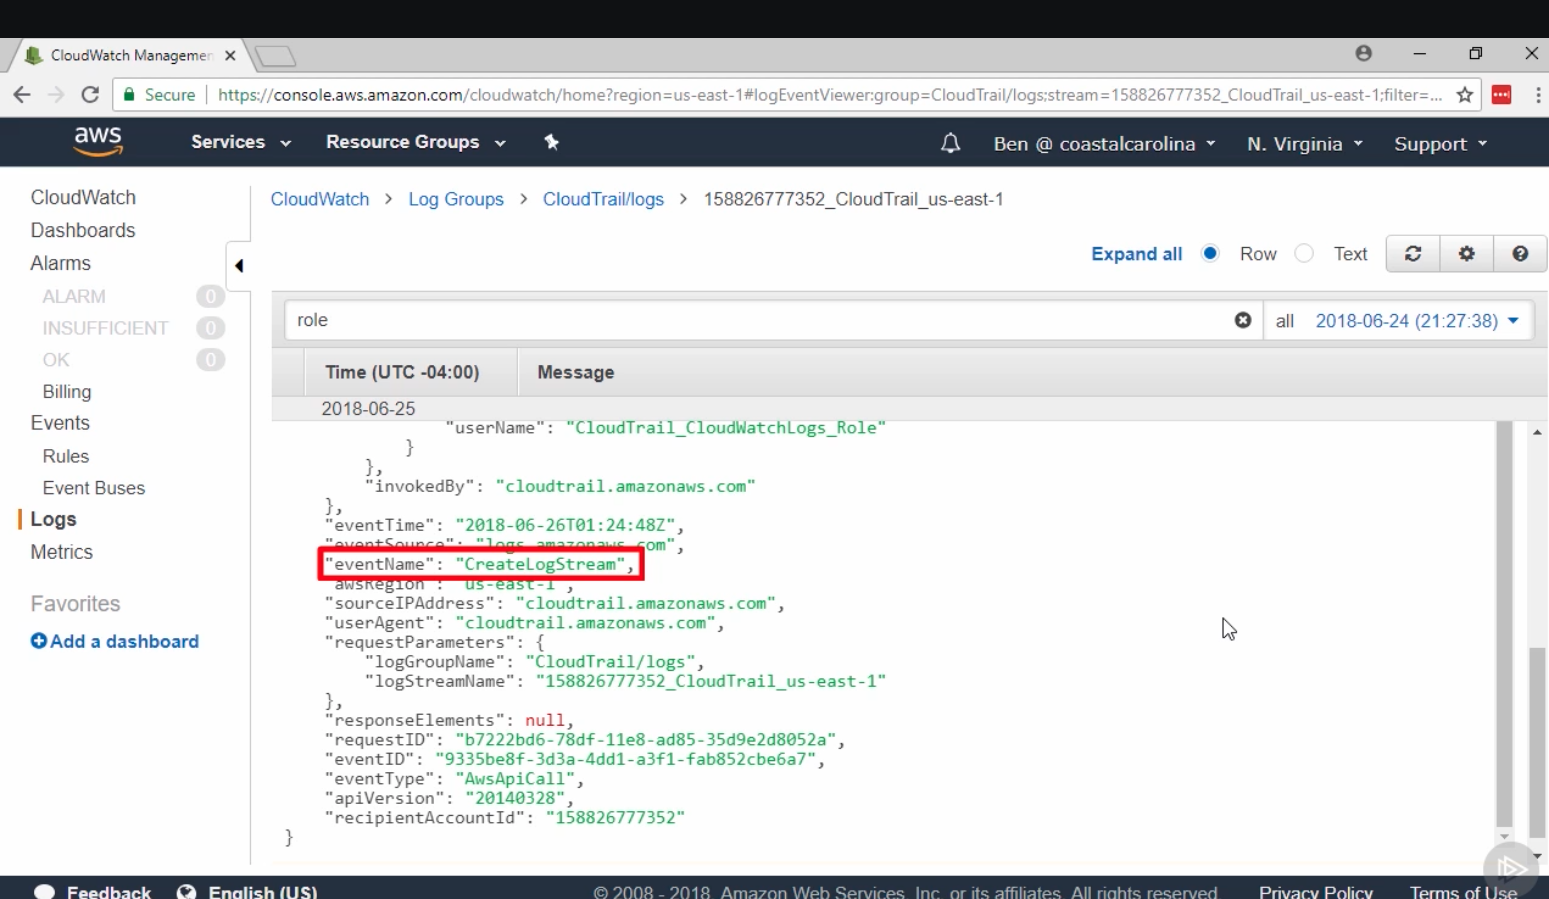 CloudWatch Managemen
Secure
https://console.aws.amazon.com/cloudwatch/home?region=us-east-1#logEventViewer:group=CloudTrail/logs;stream=158826777352_CloudTrail_us-east-1;filter=...
aws
Services
Resource Groups
Ben @ coastalcarolina
N. Virginia
Support
CloudWatch
Dashboards
Alarms
ALARM 0
INSUFFICIENT 0
OK 0
Billing
Events
Rules
Event Buses
Logs
Metrics
Favorites
Add a dashboard
CloudWatch > Log Groups > CloudTrail/logs > 158826777352_CloudTrail_us-east-1
Expand all Row Text
role
all 2018-06-24 (21:27:38)
Time (UTC -04:00) Message
2018-06-25
"userName": "CloudTrail_CloudWatchLogs_Role"
}
},
"invokedBy": "cloudtrail.amazonaws.com"
},
"eventTime": "2018-06-26T01:24:48Z",
"eventSource": "logs.amazonaws.com",
"eventName": "CreateLogStream",
"awsRegion": "us-east-1",
"sourceIPAddress": "cloudtrail.amazonaws.com",
"userAgent": "cloudtrail.amazonaws.com",
"requestParameters": {
"logGroupName": "CloudTrail/logs",
"logStreamName": "158826777352_CloudTrail_us-east-1"
},
"responseElements": null,
"requestID": "b7222bd6-78df-11e8-ad85-35d9e2d8052a",
"eventID": "9335be8f-3d3a-4dd1-a3f1-fab852cbe6a7",
"eventType": "AwsApiCall",
"apiVersion": "20140328",
"recipientAccountId": "158826777352"
}
Feedback
English (US)
© 2008 - 2018, Amazon Web Services, Inc. or its affiliates. All rights reserved.
Privacy Policy
Terms of Use